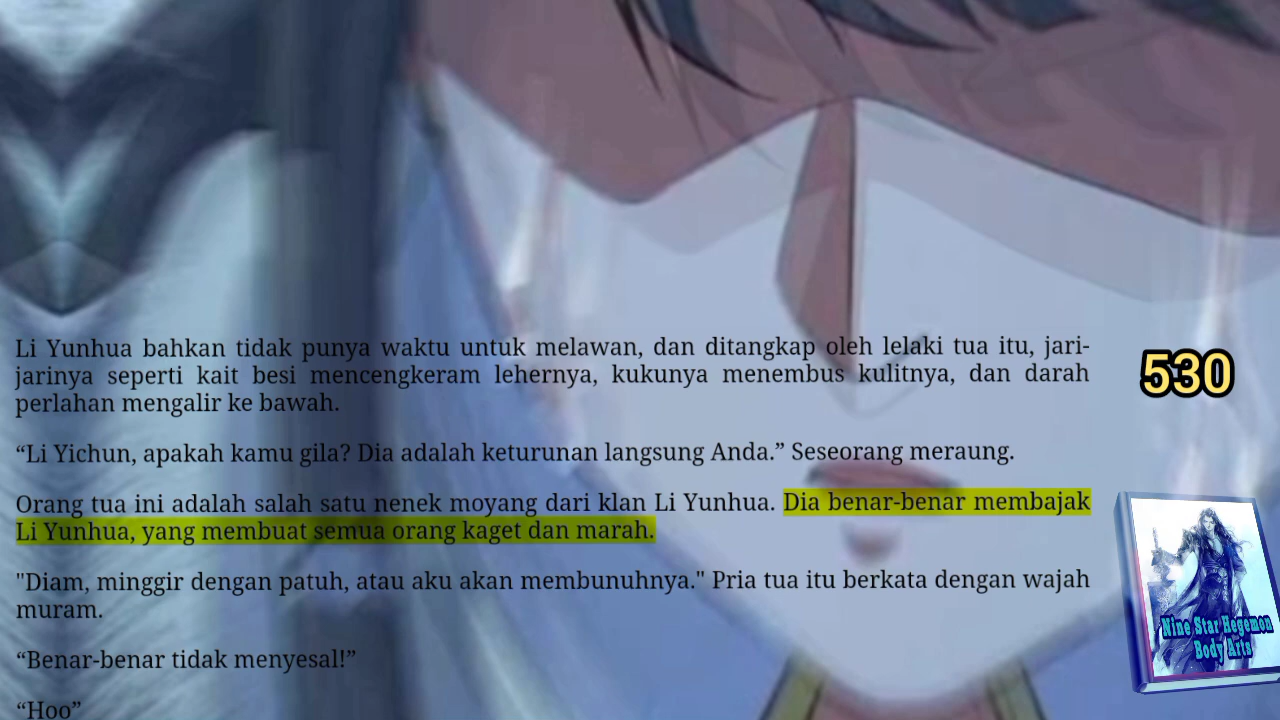 Li Yunhua bahkan tidak punya waktu untuk melawan, dan ditangkap oleh lelaki tua itu, jari-
jarinya seperti kait besi mencengkeram lehernya, kukunya menembus kulitnya, dan darah
perlahan mengalir ke bawah.
“Li Yichun, apakah kamu gila? Dia adalah keturunan langsung Anda.” Seseorang meraung.
Orang tua ini adalah salah satu nenek moyang dari klan Li Yunhua. Dia benar-benar membajak
Li Yunhua, yang membuat semua orang kaget dan marah.
"Diam, minggir dengan patuh, atau aku akan membunuhnya." Pria tua itu berkata dengan wajah
muram.
“Benar-benar tidak menyesal!”
“Hoo”
530
Nine Star Hegemon
Body Arts